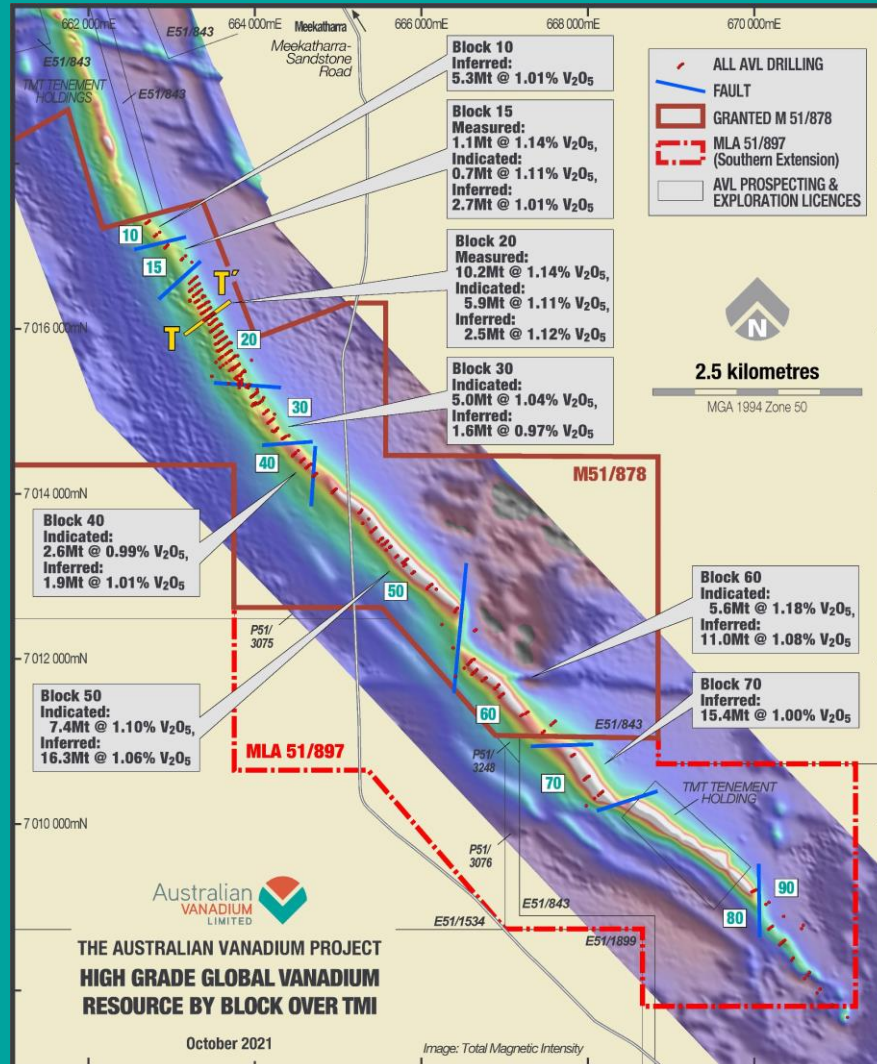 662 000mE
664 000mE
666 000mE
668 000mE
670 000mE
Meekatharra
Meekatharra-
Sandstone
Road
E51/843
E51/843
TMT TENEMENT
HOLDINGS
E51/843
Block 10
Inferred:
5.3Mt @ 1.01% V₂O₅
Block 15
Measured:
1.1Mt @ 1.14% V₂O₅,
Indicated:
0.7Mt @ 1.11% V₂O₅,
Inferred:
2.7Mt @ 1.01% V₂O₅
Block 20
Measured:
10.2Mt @ 1.14% V₂O₅,
Indicated:
5.9Mt @ 1.11% V₂O₅,
Inferred:
2.5Mt @ 1.12% V₂O₅
Block 30
Indicated:
5.0Mt @ 1.04% V₂O₅,
Inferred:
1.6Mt @ 0.97% V₂O₅
ALL AVL DRILLING
FAULT
GRANTED M 51/878
MLA 51/897
(Southern Extension)
AVL PROSPECTING &
EXPLORATION LICENCES
N
2.5 kilometres
MGA 1994 Zone 50
10
15
T´
T
20
30
40
50
60
70
80
90
7 016 000mN
7 014 000mN
7 012 000mN
7 010 000mN
M51/878
Block 40
Indicated:
2.6Mt @ 0.99% V₂O₅,
Inferred:
1.9Mt @ 1.01% V₂O₅
Block 60
Indicated:
5.6Mt @ 1.18% V₂O₅,
Inferred:
11.0Mt @ 1.08% V₂O₅
P51/
3075
Block 50
Indicated:
7.4Mt @ 1.10% V₂O₅,
Inferred:
16.3Mt @ 1.06% V₂O₅
Block 70
Inferred:
15.4Mt @ 1.00% V₂O₅
MLA 51/897
E51/843
P51/
3248
TMT TENEMENT
HOLDING
P51/
3076
E51/843
E51/1534
E51/1899
Australian
VANADIUM
LIMITED
THE AUSTRALIAN VANADIUM PROJECT
HIGH GRADE GLOBAL VANADIUM
RESOURCE BY BLOCK OVER TMI
October 2021
Image: Total Magnetic Intensity